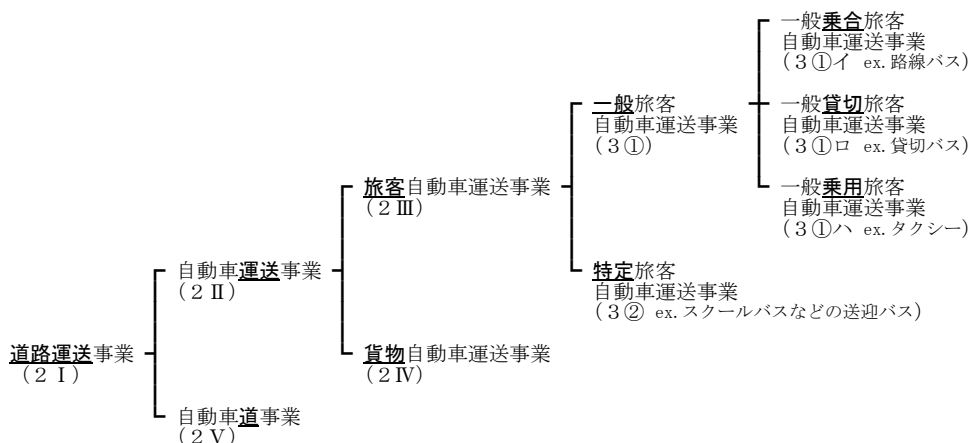 一般乗合旅客
自動車運送事業
(3①イ ex.路線バス)
一般旅客
自動車運送事業
(3①)
一般貸切旅客
自動車運送事業
(3①ロ ex.貸切バス)
旅客自動車運送事業
(2Ⅲ)
一般乗用旅客
自動車運送事業
(3①ハ ex.タクシー)
自動車運送事業
(2Ⅱ)
特定旅客
自動車運送事業
(3② ex.スクールバスなどの送迎バス)
道路運送事業
(2Ⅰ)
貨物自動車運送事業
(2Ⅳ)
自動車道事業
(2Ⅴ)